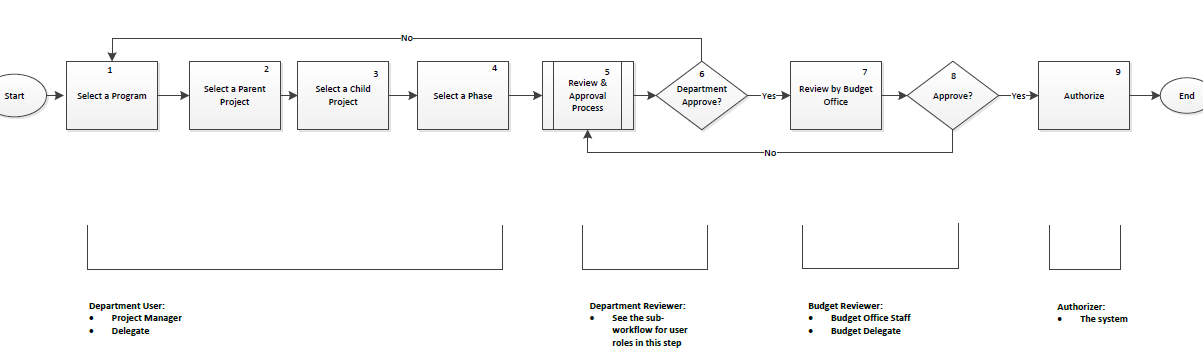 No
1
2
3
4
5
6
7
8
9
Start
Select a Program
Select a Parent
Project
Select a Child
Project
Select a Phase
Review &
Approval
Process
Department
Approve?
Yes
Review by Budget
Office
Approve?
Yes
Authorize
End
No
Department User:
• Project Manager
• Delegate
Department Reviewer:
• See the sub-
workflow for user
roles in this step
Budget Reviewer:
• Budget Office Staff
• Budget Delegate
Authorizer:
• The system